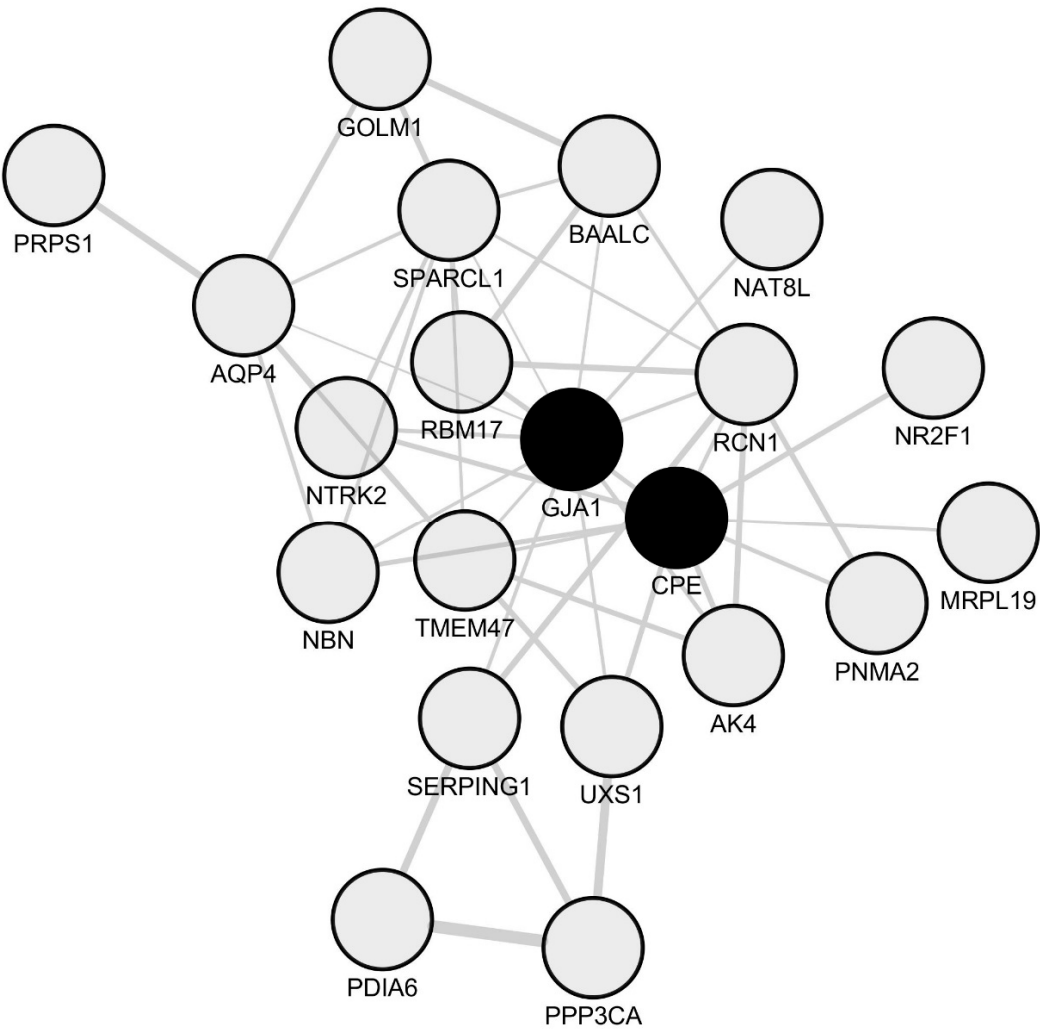 GOLM1
PRPS1
BAALC
SPARCL1
NAT8L
AQP4
RBM17
RCN1
NR2F1
NTRK2
GJA1
CPE
MRPL19
NBN
TMEM47
PNMA2
AK4
SERPING1
UXS1
PDIA6
PPP3CA